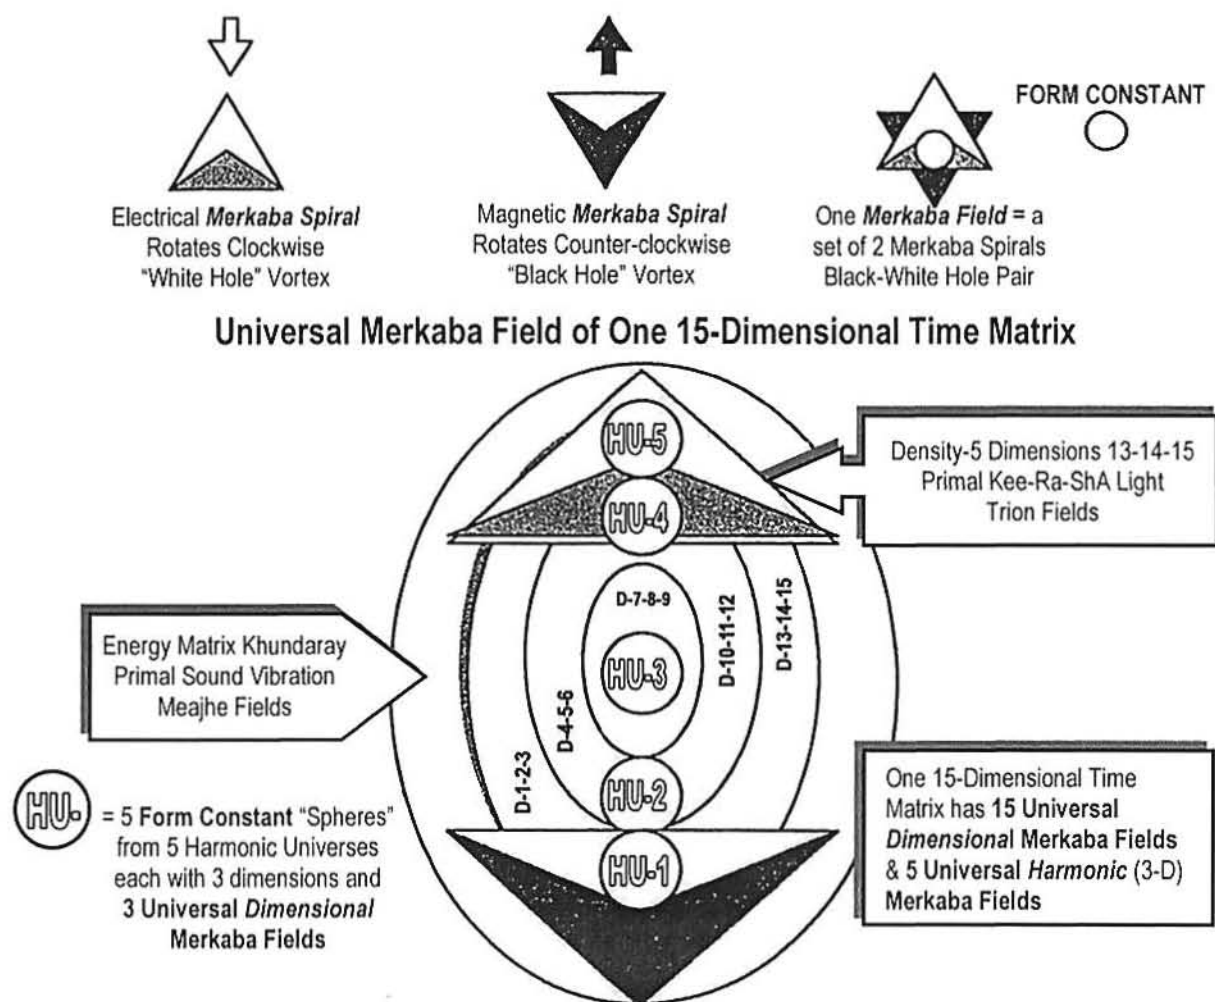 FORM CONSTANT
Electrical Merkaba Spiral
Rotates Clockwise
“White Hole” Vortex
Magnetic Merkaba Spiral
Rotates Counter-clockwise
“Black Hole” Vortex
One Merkaba Field = a
set of 2 Merkaba Spirals
Black-White Hole Pair
Universal Merkaba Field of One 15-Dimensional Time Matrix
HU-5
HU-4
Density-5 Dimensions 13-14-15
Primal Kee-Ra-ShA Light
Trion Fields
D-7-8-9
HU-3
D-10-11-12
D-13-14-15
D-4-5-6
D-1-2-3
Energy Matrix Khundaray
Primal Sound Vibration
Meajhe Fields
HU-2
HU-1
HU-
= 5 Form Constant “Spheres”
from 5 Harmonic Universes
each with 3 dimensions and
3 Universal Dimensional
Merkaba Fields
One 15-Dimensional Time
Matrix has 15 Universal
Dimensional Merkaba Fields
& 5 Universal Harmonic (3-D)
Merkaba Fields